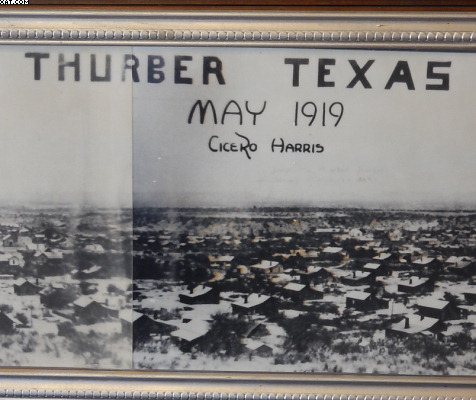 THURBER TEXAS
MAY 1919
CICERO HARRIS